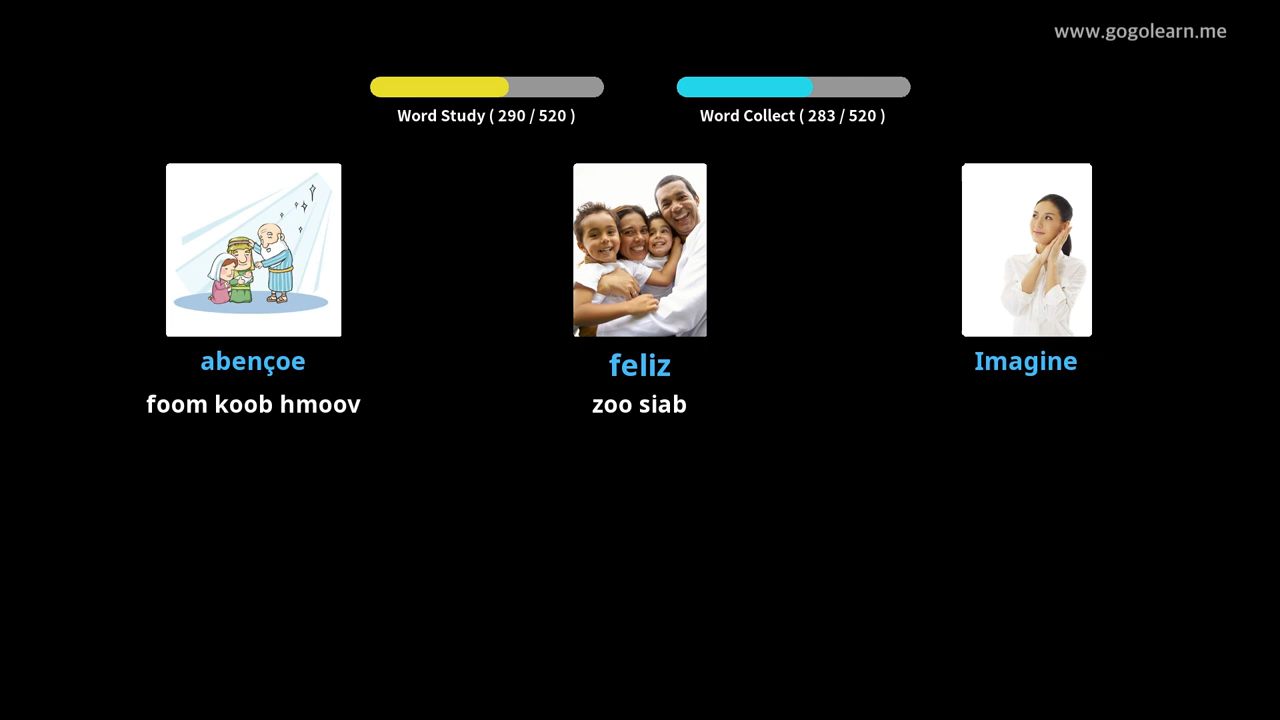 www.gogolearn.me
Word Study ( 290 / 520 )
Word Collect ( 283 / 520 )
abençoe
feliz
Imagine
foom koob hmoov
zoo siab